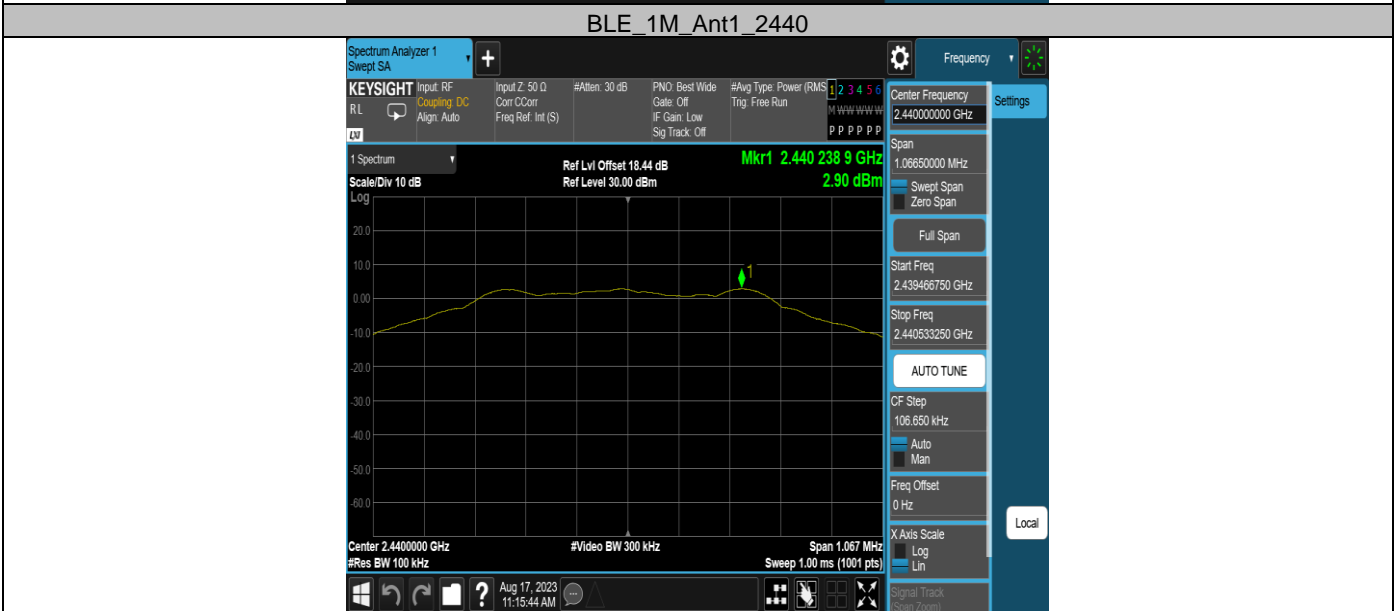 BLE_1M_Ant1_2440
Spectrum Analyzer 1
Swept SA
+
Frequency
KEYSIGHT
RL
LXI
Input: RF
Coupling: DC
Align: Auto
Input Z: 50 Ω
Corr CCorr
Freq Ref: Int (S)
#Atten: 30 dB
PNO: Best Wide
Gate: Off
IF Gain: Low
Sig Track: Off
#Avg Type: Power (RMS
Trig: Free Run
1 2 3 4 5 6
M W W W W W
P P P P P P
1 Spectrum
Scale/Div 10 dB
Log
Ref Lvl Offset 18.44 dB
Ref Level 30.00 dBm
Mkr1 2.440 238 9 GHz
2.90 dBm
20.0
10.0
0.00
-10.0
-20.0
-30.0
-40.0
-50.0
-60.0
1
Center 2.4400000 GHz
#Res BW 100 kHz
#Video BW 300 kHz
Span 1.067 MHz
Sweep 1.00 ms (1001 pts)
Center Frequency
2.440000000 GHz
Settings
Span
1.06650000 MHz
Swept Span
Zero Span
Full Span
Start Freq
2.439466750 GHz
Stop Freq
2.440533250 GHz
AUTO TUNE
CF Step
106.650 kHz
Auto
Man
Freq Offset
0 Hz
X Axis Scale
Log
Lin
Local
Signal Track
(Span Zoom)
?
Aug 17, 2023
11:15:44 AM